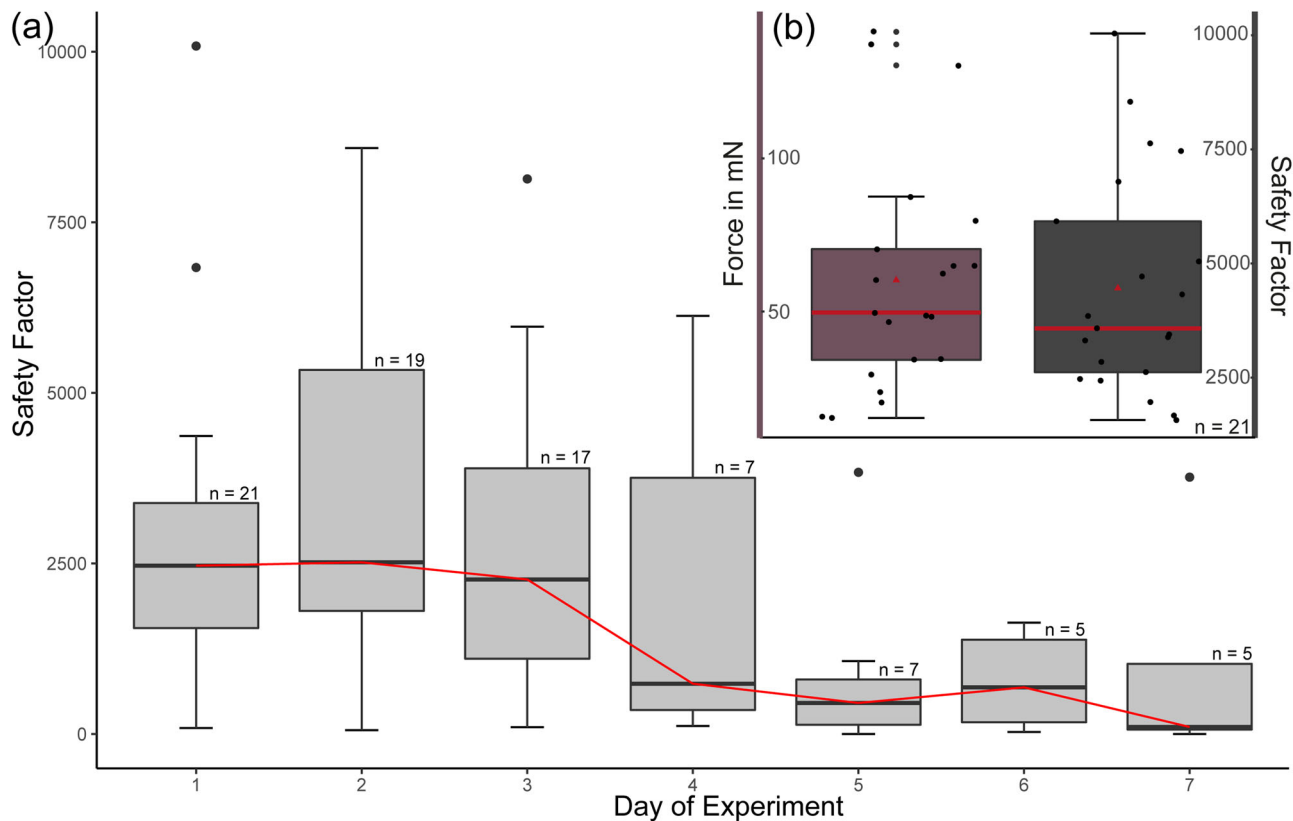 (a)
Safety Factor
10000
7500
5000
2500
0
n = 21
n = 19
n = 17
n = 7
n = 7
n = 5
n = 5
1 2 3 4 5 6 7
Day of Experiment
(b)
Force in mN
100
50
10000
7500
5000
2500
Safety Factor
n = 21